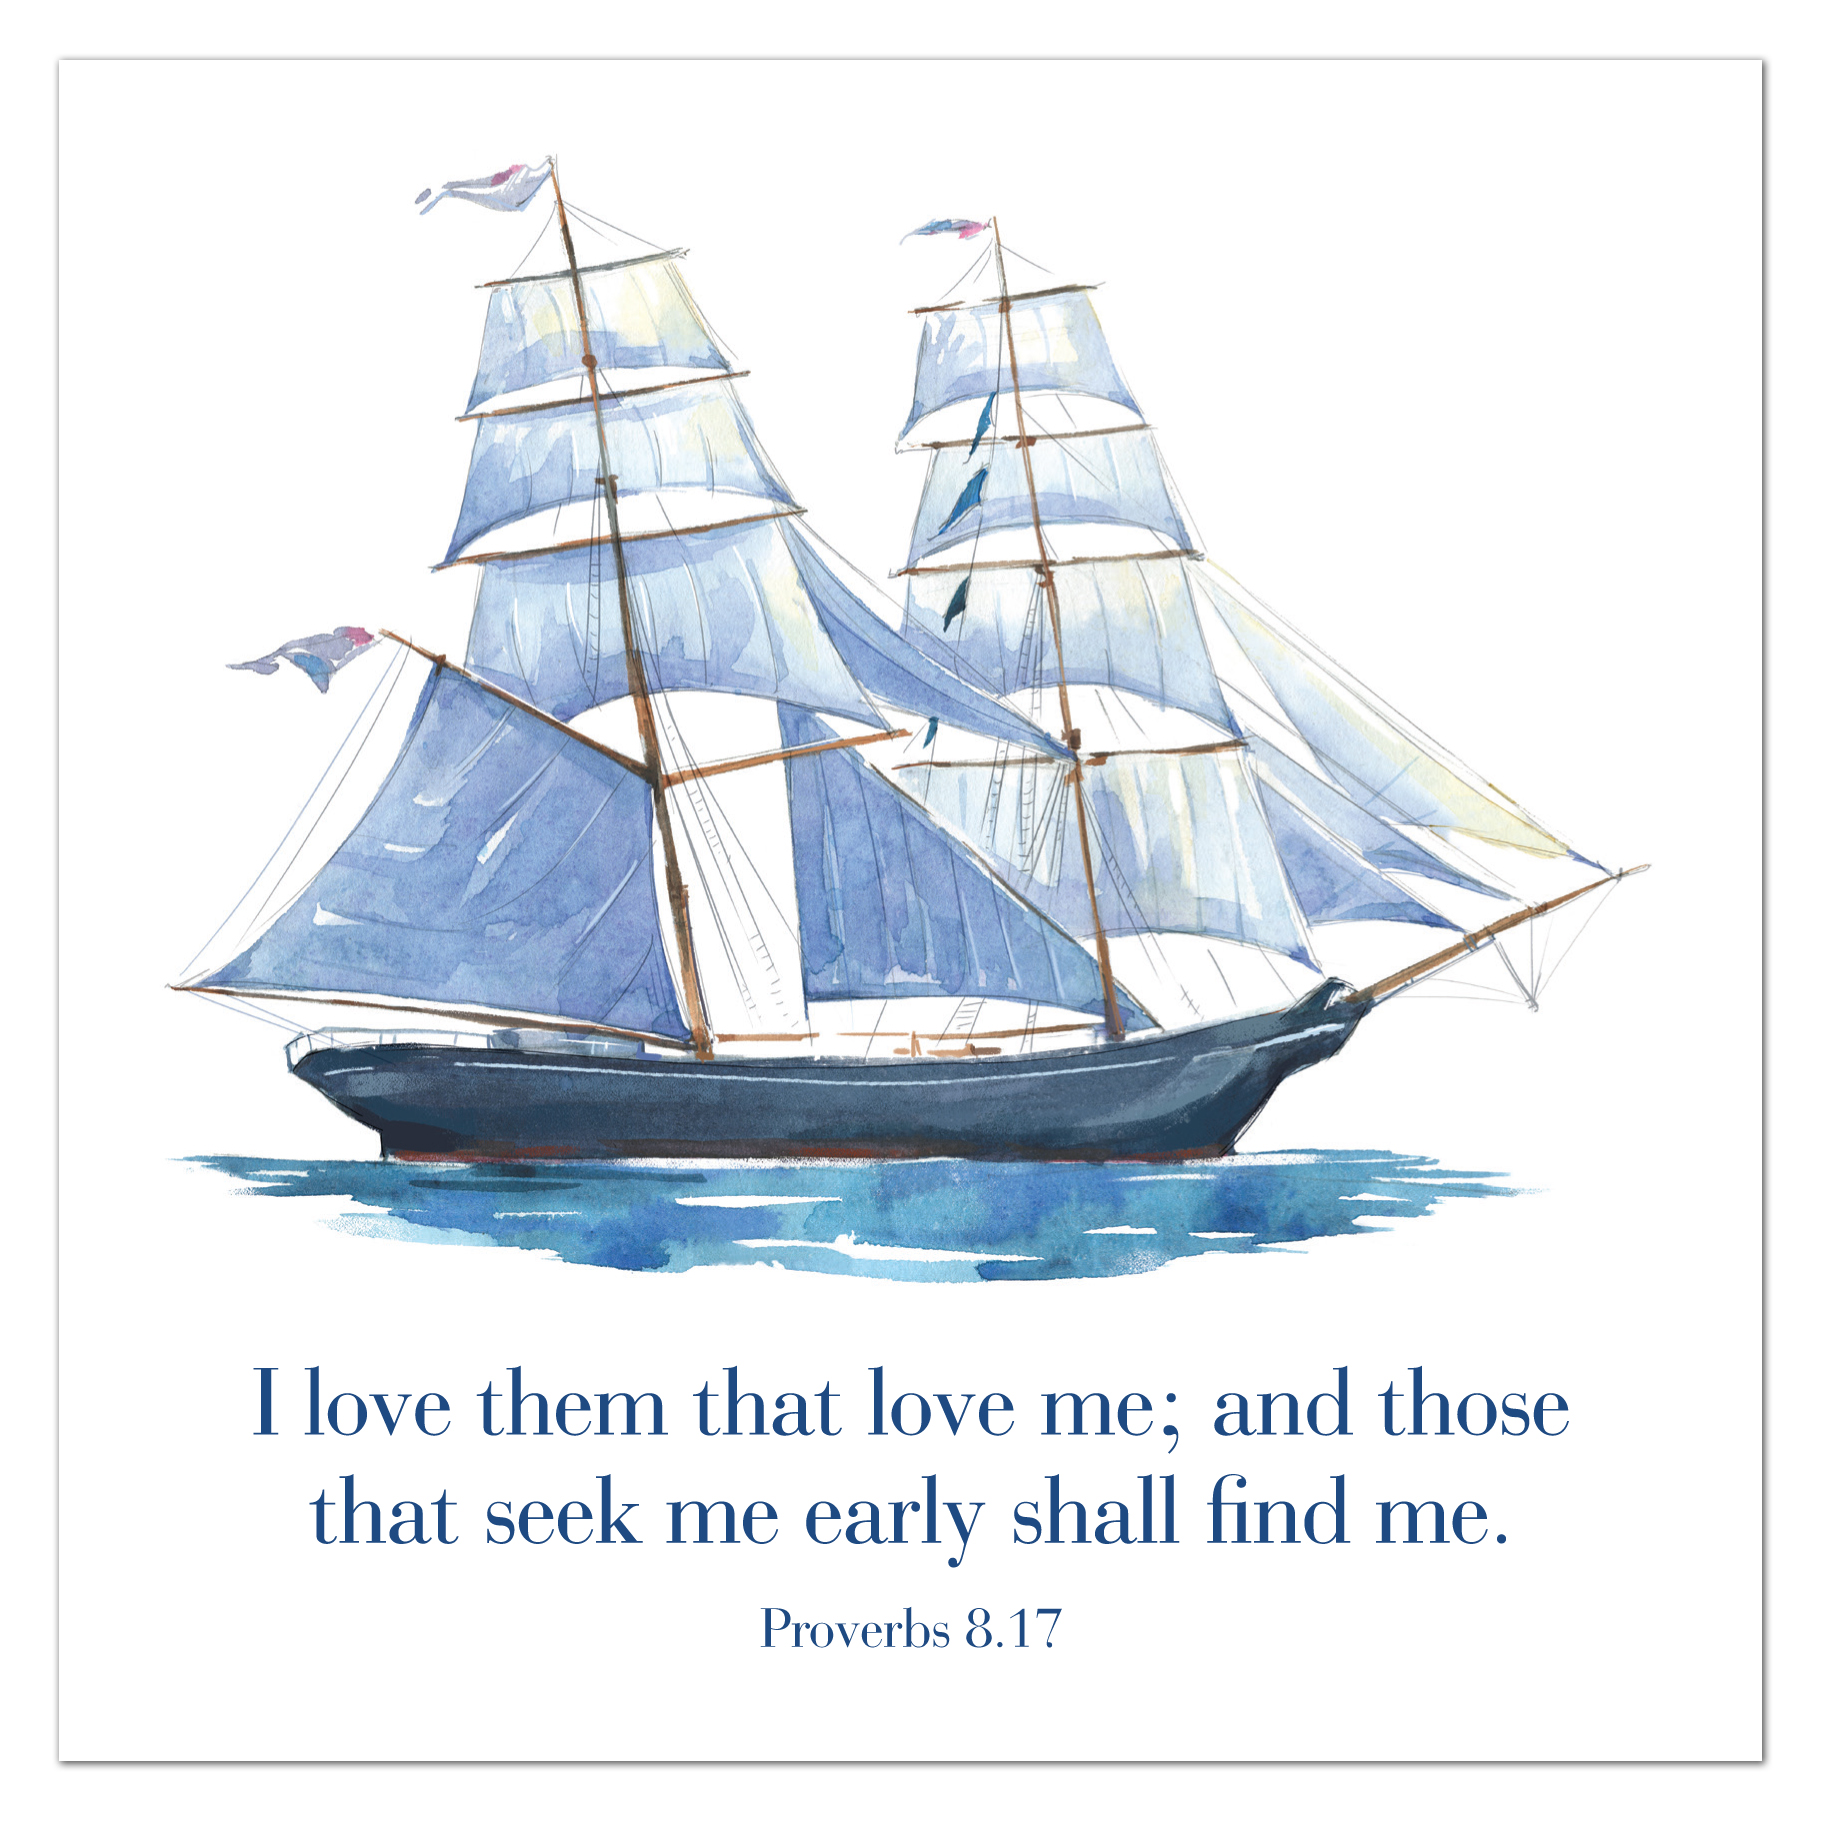 I love them that love me; and those
that seek me early shall find me.
Proverbs 8.17